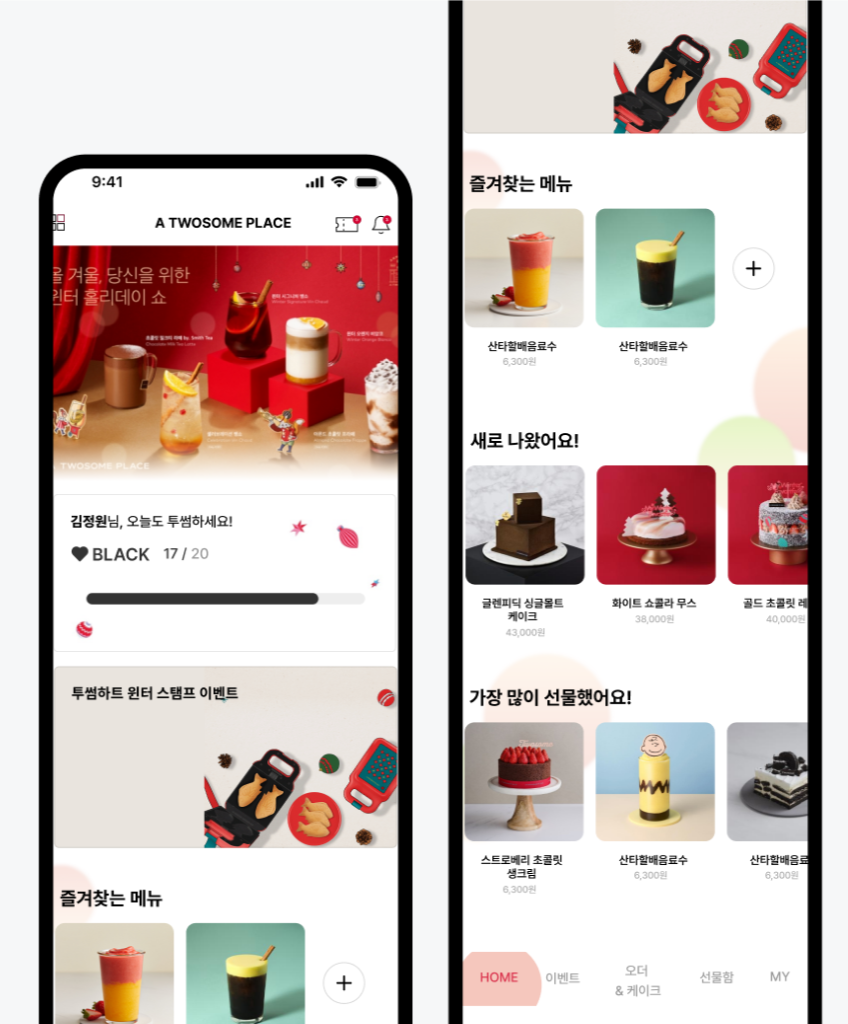 9:41
A TWOSOME PLACE
올 겨울, 당신을 위한
윈터 홀리데이 쇼
Chocolate Milk Tea Latte
A TWOSOME PLACE
김정원님, 오늘도 투썸하세요!
BLACK 17 / 20
투썸하트 윈터 스탬프 이벤트
즐겨찾는 메뉴
즐겨찾는 메뉴
산타할배음료수
6,300원
산타할배음료수
6,300원
새로 나왔어요!
글렌피딕 싱글몰트
케이크
43,000원
화이트 쇼콜라 무스
38,000원
골드 초콜릿 레
40,000원
가장 많이 선물했어요!
스트로베리 초콜릿
생크림
6,300원
산타할배음료수
6,300원
산타할배음료
6,300원
HOME
이벤트
오더
& 케이크
선물함
MY